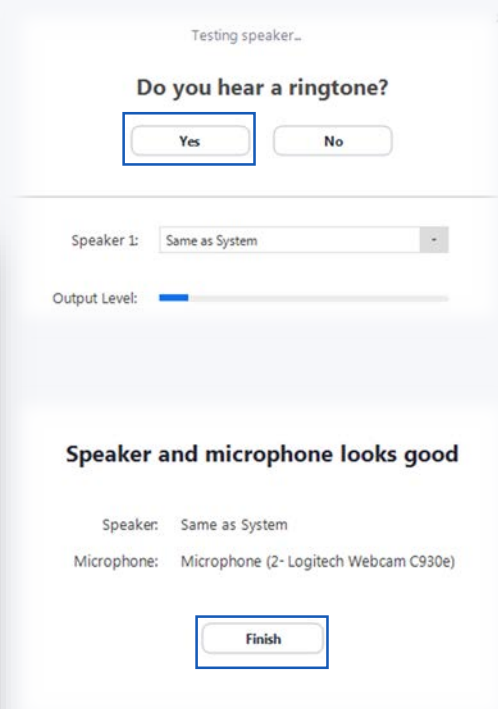 Testing speaker...
Do you hear a ringtone?
Yes No
Speaker 1: Same as System
Output Level:
Speaker and microphone looks good
Speaker: Same as System
Microphone: Microphone (2- Logitech Webcam C930e)
Finish